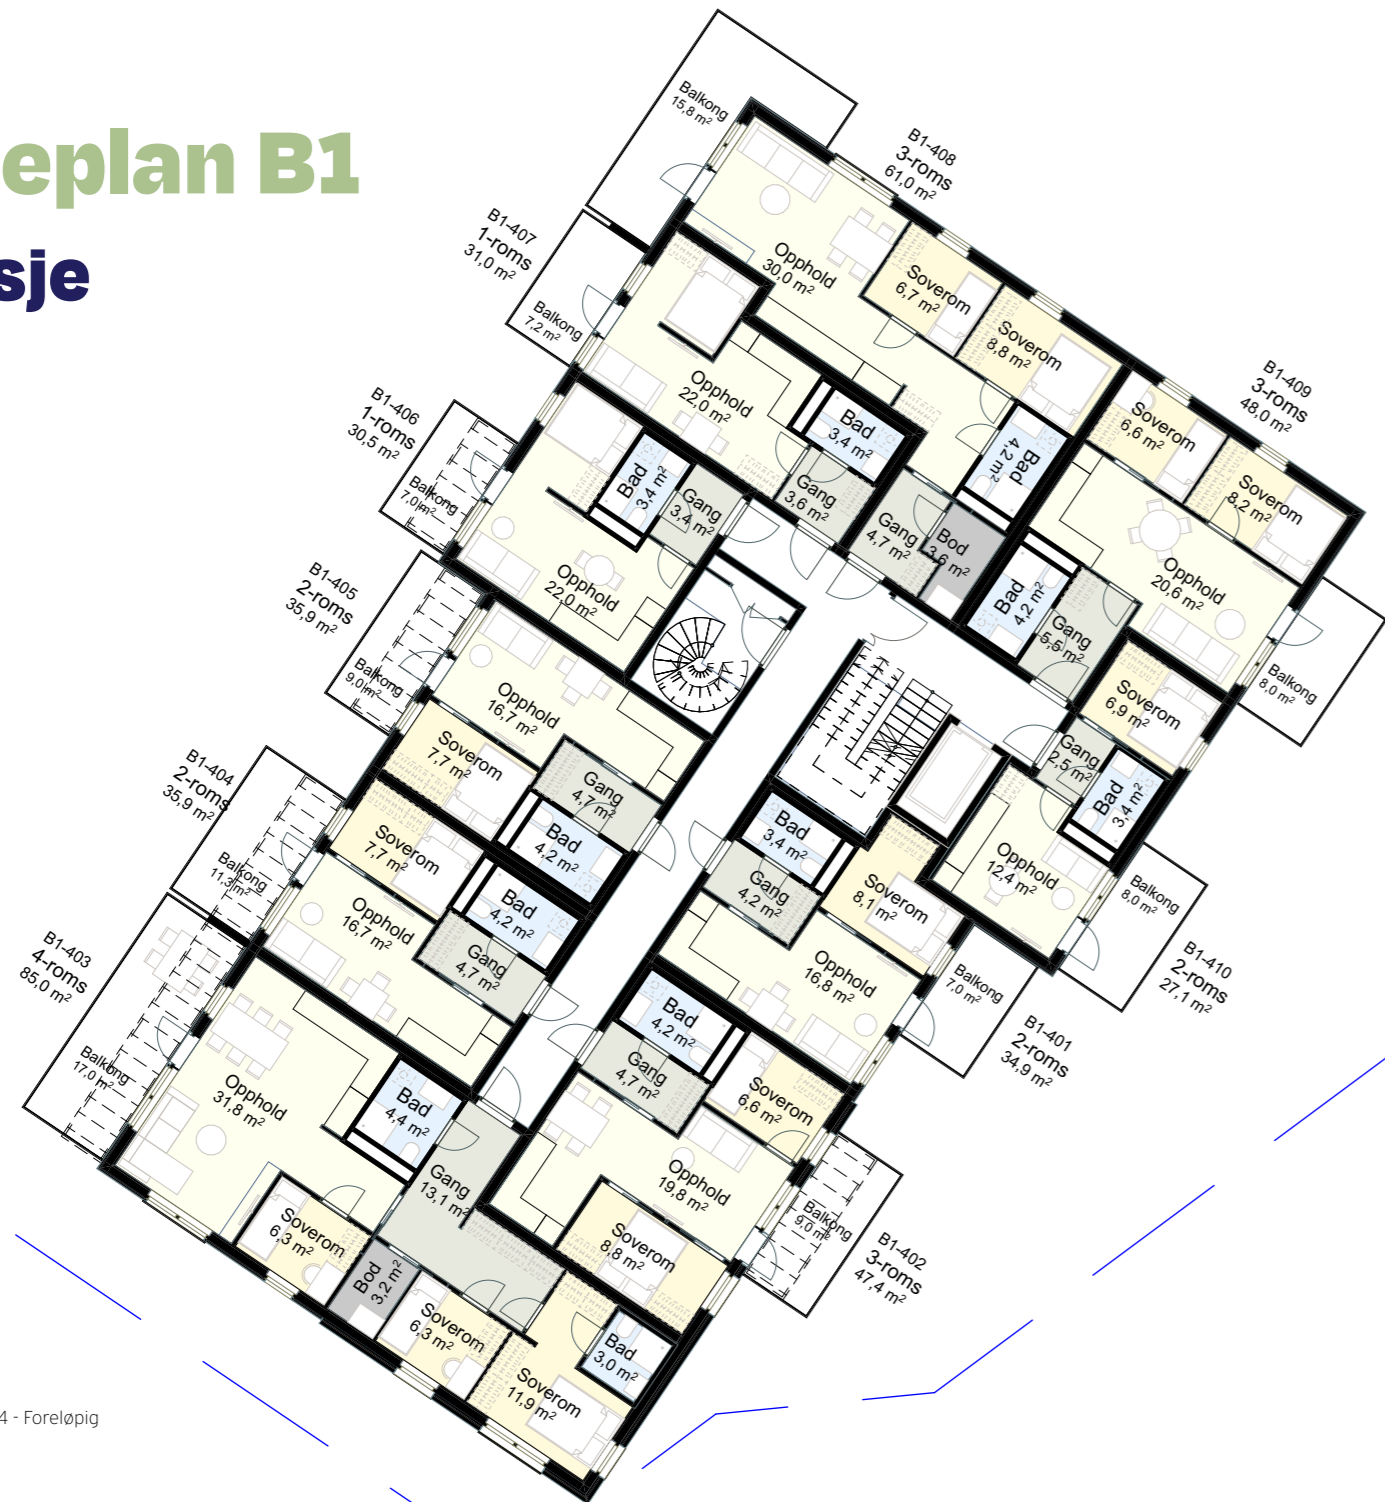 eplan B1
sje
Balkong
15,8 m²
B1-408
3-roms
61,0 m²
B1-407
1-roms
31,0 m²
Balkong
7,2 m²
Opphold
30,0 m²
Soverom
6,7 m²
Soverom
8,8 m²
B1-409
3-roms
48,0 m²
B1-406
1-roms
30,5 m²
Opphold
22,0 m²
Bad
3,4 m²
Bad
4,2 m²
Soverom
6,6 m²
Soverom
8,2 m²
Balkong
7,0 m²
Bad
3,4 m²
Gang
3,4 m²
Gang
3,6 m²
Gang
4,7 m²
Bod
3,6 m²
Opphold
20,6 m²
Bad
4,2 m²
Gang
5,5 m²
Balkong
8,0 m²
B1-405
2-roms
35,9 m²
Opphold
22,0 m²
Balkong
9,0 m²
Opphold
16,7 m²
Soverom
7,7 m²
Gang
4,7 m²
Bad
4,2 m²
Soverom
6,9 m²
Gang
2,5 m²
Bad
3,4 m²
B1-404
2-roms
35,9 m²
Soverom
7,7 m²
Balkong
11,3 m²
Opphold
16,7 m²
Bad
4,2 m²
Gang
4,7 m²
Bad
3,4 m²
Gang
4,2 m²
Soverom
8,1 m²
Opphold
12,4 m²
Balkong
8,0 m²
B1-410
2-roms
27,1 m²
B1-403
4-roms
85,0 m²
Opphold
16,8 m²
Balkong
7,0 m²
B1-401
2-roms
34,9 m²
Balkong
17,0 m²
Opphold
31,8 m²
Bad
4,4 m²
Bad
4,2 m²
Gang
4,7 m²
Soverom
6,6 m²
Gang
13,1 m²
Opphold
19,8 m²
Soverom
8,8 m²
Balkong
9,0 m²
B1-402
3-roms
47,4 m²
Soverom
6,3 m²
Bod
3,2 m²
Soverom
6,3 m²
Soverom
11,9 m²
Bad
3,0 m²
4 - Foreløpig